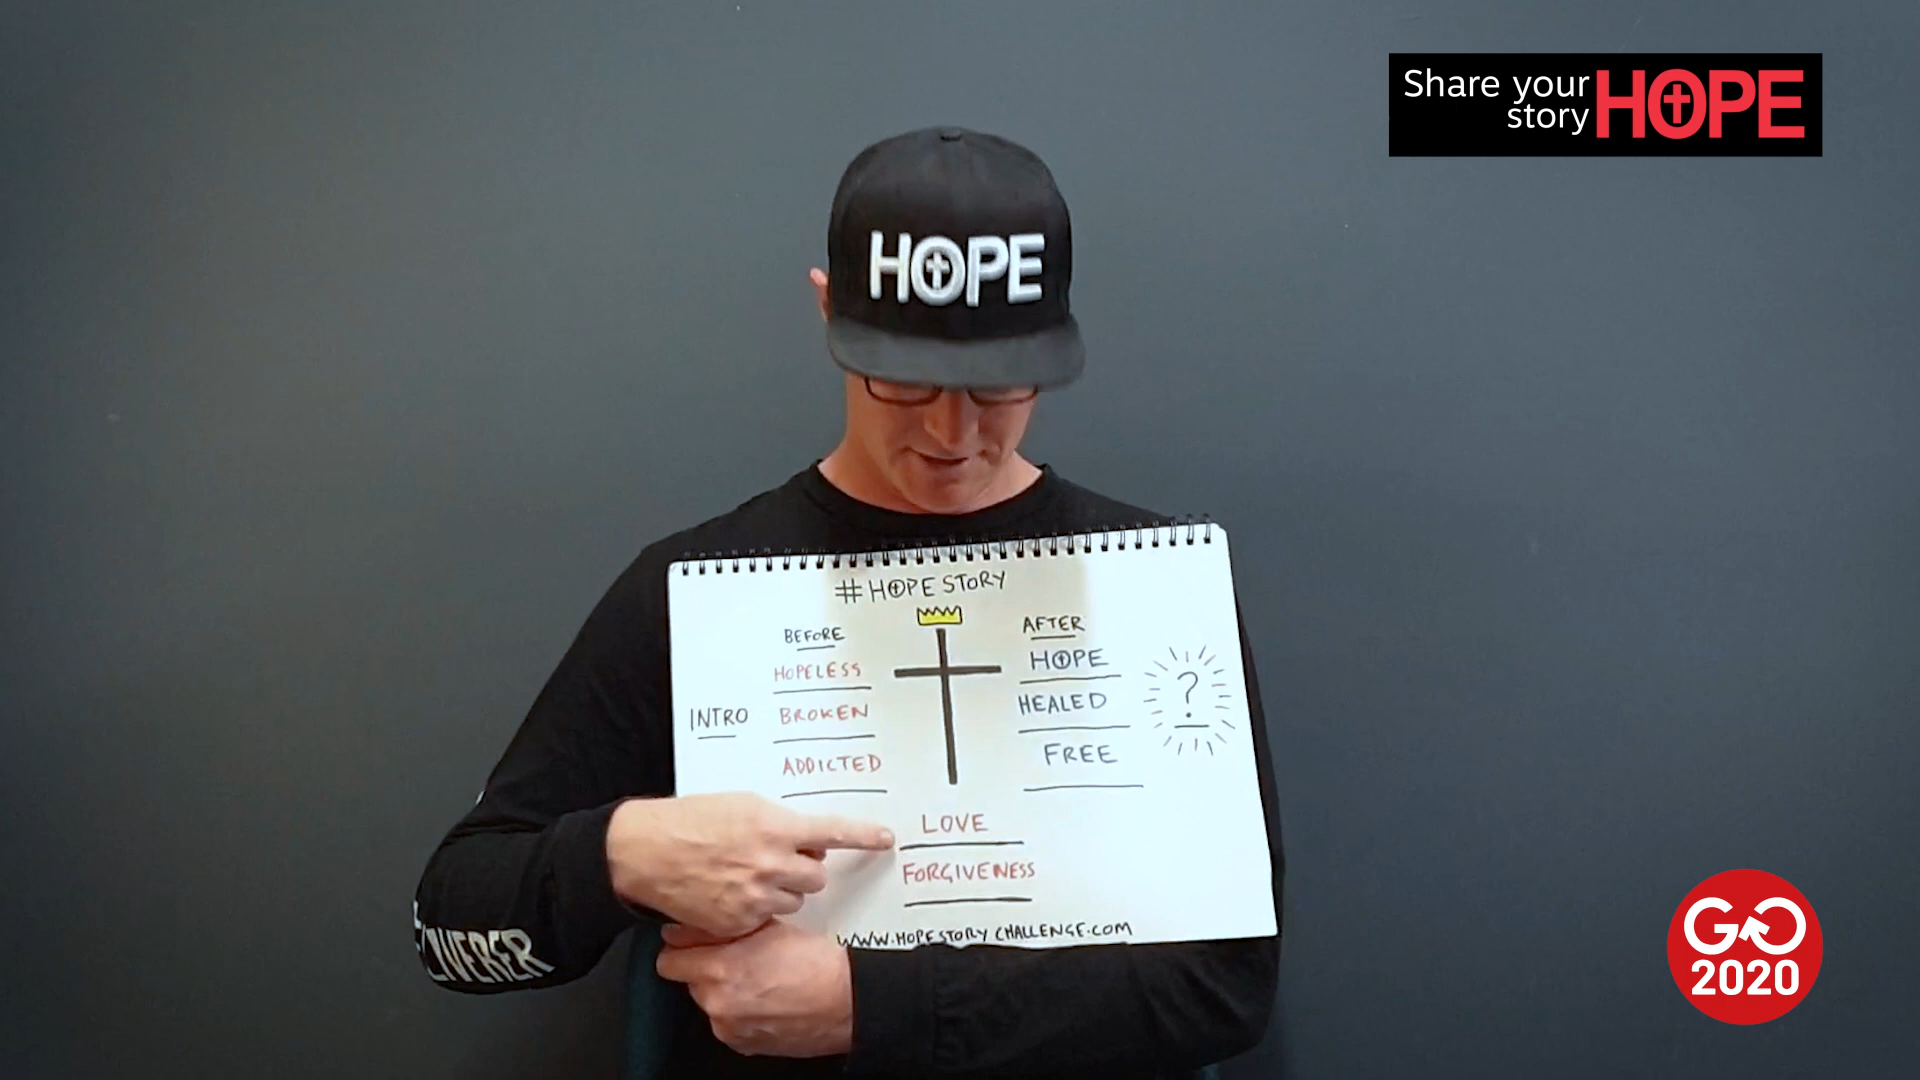 Share your
story HOPE
HOPE
#HOPE STORY
BEFORE
HOPELESS
BROKEN
ADDICTED
INTRO
AFTER
HOPE
HEALED
FREE
?
LOVE
FORGIVENESS
WWW.HOPESTORYCHALLENGE.COM
GO
2020